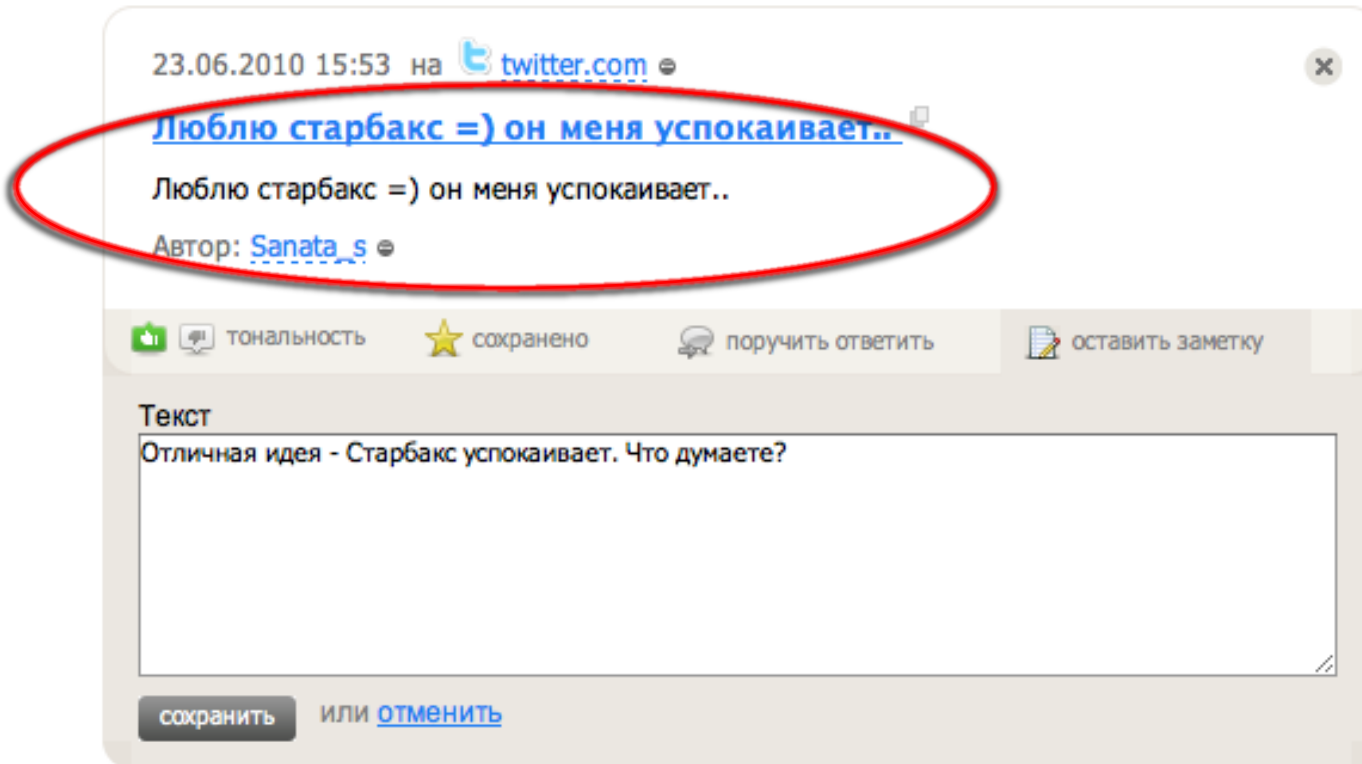 23.06.2010 15:53 на twitter.com
Люблю старбакс =) он меня успокаивает..
Люблю старбакс =) он меня успокаивает..
Автор: Sanata_s
тональность сохранено поручить ответить оставить заметку
Текст
Отличная идея - Старбакс успокаивает. Что думаете?
сохранить или отменить